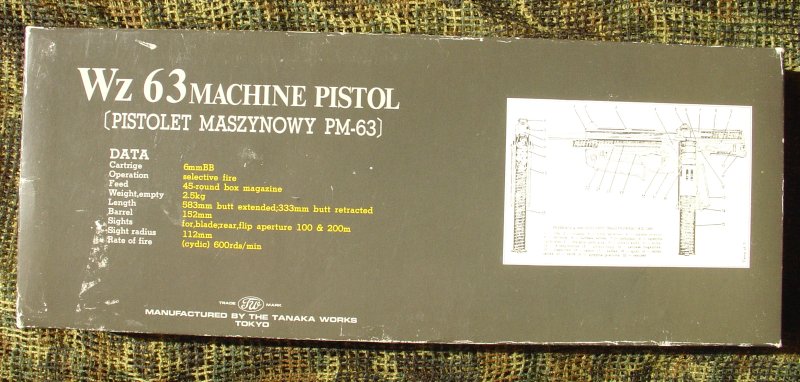 Wz 63 MACHINE PISTOL
(PISTOLET MASZYNOWY PM-63)
DATA
Cartrige 6mmBB
Operation selective fire
Feed 45-round box magazine
Weight,empty 2.5kg
Length 583mm butt extended;333mm butt retracted
Barrel 152mm
Sights for,blade;rear,flip aperture 100 & 200m
Sight radius 112mm
Rate of fire (cydic) 600rds/min
TRADE TW MARK
MANUFACTURED BY THE TANAKA WORKS
TOKYO